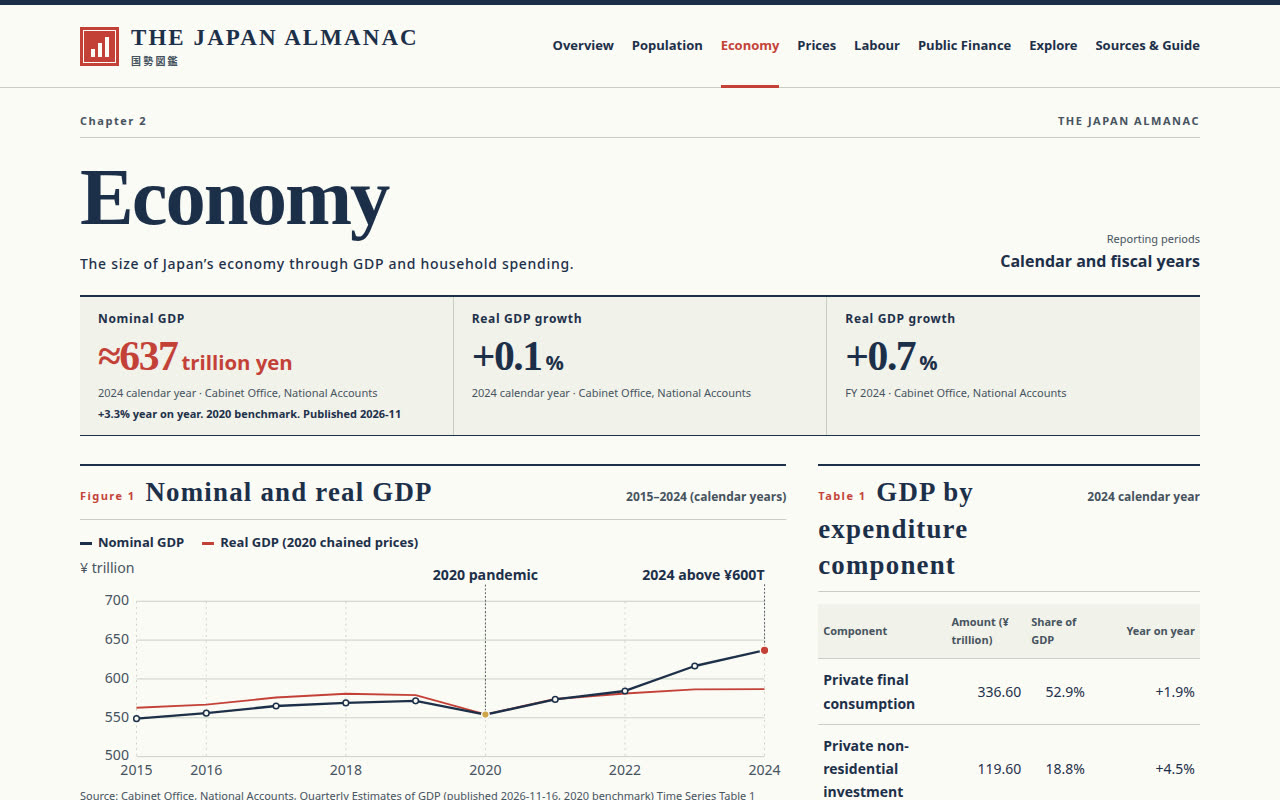 THE JAPAN ALMANAC
国勢図鑑
Overview Population Economy Prices Labour Public Finance Explore Sources & Guide
Chapter 2
THE JAPAN ALMANAC
Economy
The size of Japan’s economy through GDP and household spending.
Reporting periods
Calendar and fiscal years
Nominal GDP
≈637 trillion yen
2024 calendar year · Cabinet Office, National Accounts
+3.3% year on year. 2020 benchmark. Published 2026-11
Real GDP growth
+0.1 %
2024 calendar year · Cabinet Office, National Accounts
Real GDP growth
+0.7 %
FY 2024 · Cabinet Office, National Accounts
Figure 1 Nominal and real GDP
2015–2024 (calendar years)
Nominal GDP Real GDP (2020 chained prices)
¥ trillion
2020 pandemic
2024 above ¥600T
700
650
600
550
500
2015 2016 2018 2020 2022 2024
Source: Cabinet Office, National Accounts, Quarterly Estimates of GDP (published 2026-11-16, 2020 benchmark) Time Series Table 1
Table 1 GDP by
expenditure
component
2024 calendar year
Component
Amount (¥
trillion)
Share of
GDP
Year on year
Private final
consumption
336.60 52.9% +1.9%
Private non-
residential
investment
119.60 18.8% +4.5%